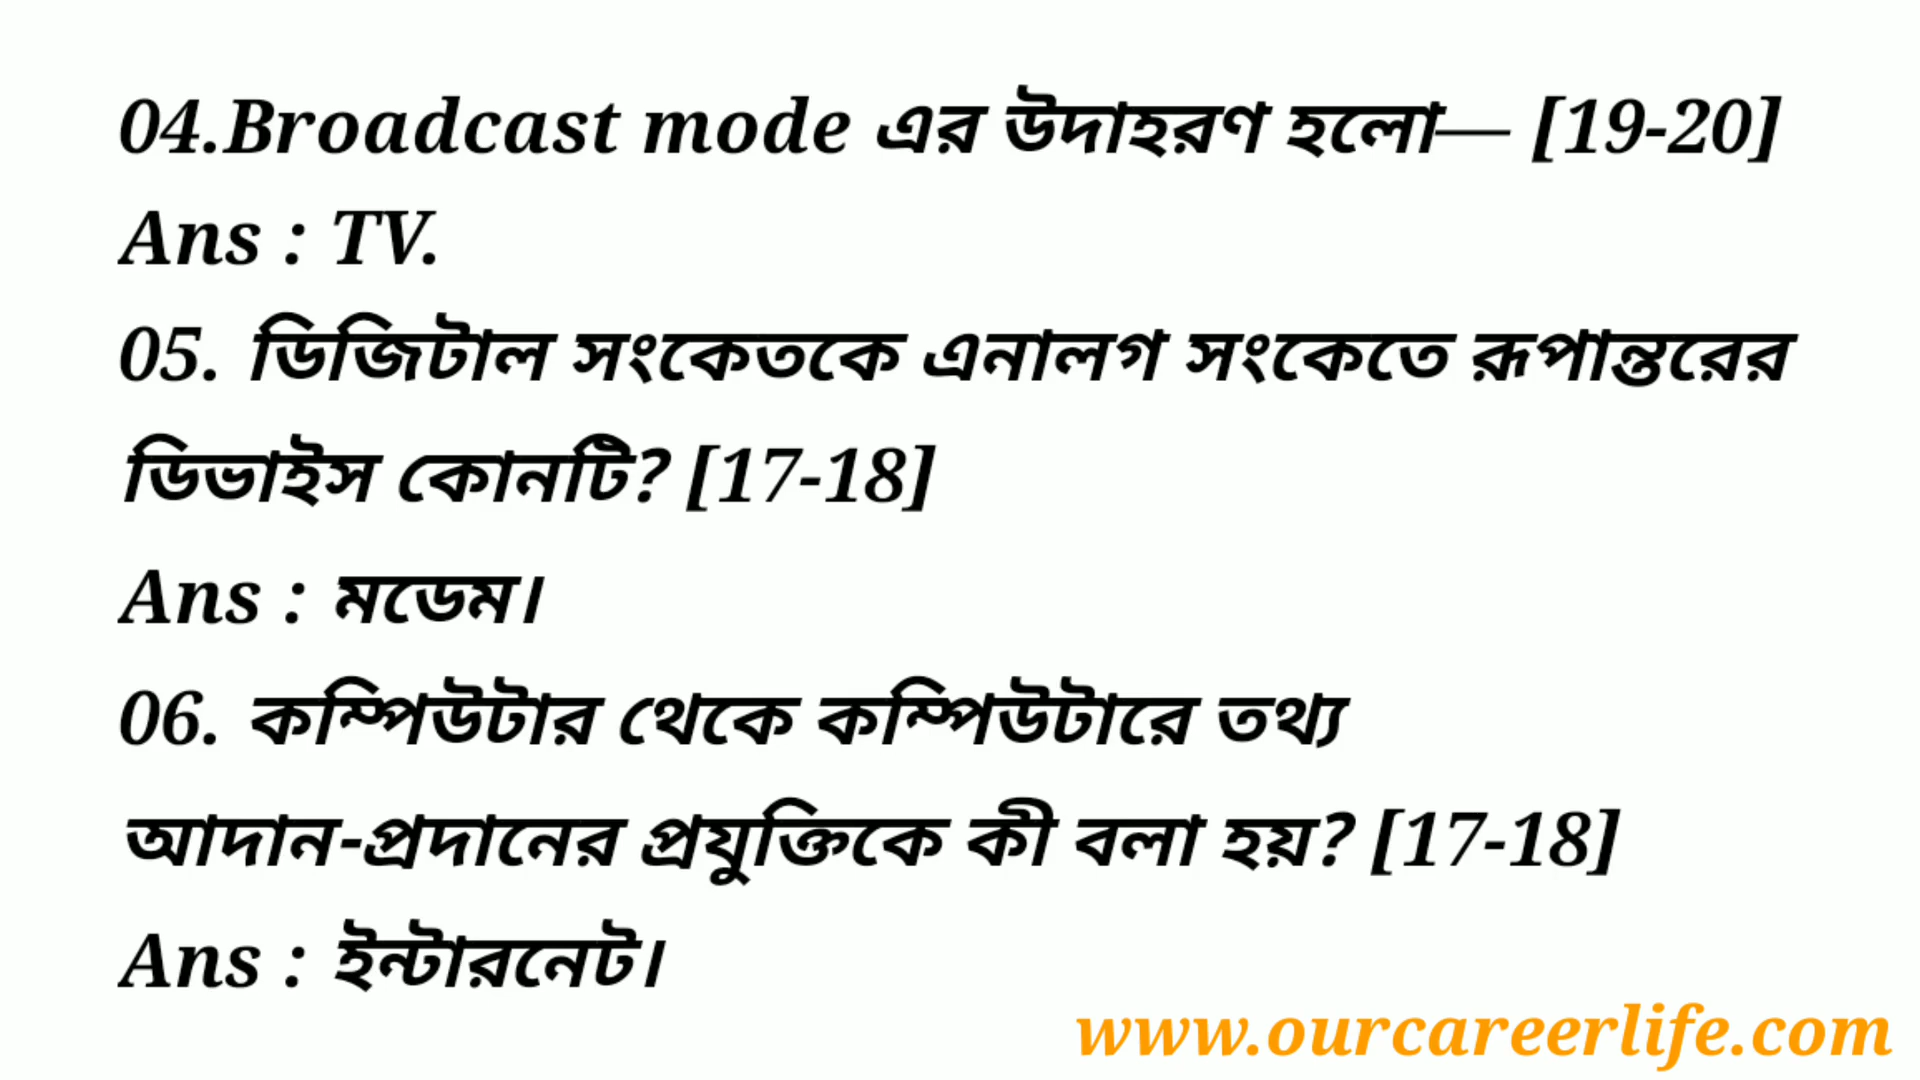 04.Broadcast mode এর উদাহরণ হলো— [19-20]
Ans : TV.
05. ডিজিটাল সংকেতকে এনালগ সংকেতে রূপান্তরের
ডিভাইস কোনটি? [17-18]
Ans : মডেম।
06. কম্পিউটার থেকে কম্পিউটারে তথ্য
আদান-প্রদানের প্রযুক্তিকে কী বলা হয়? [17-18]
Ans : ইন্টারনেট।
www.ourcareerlife.com